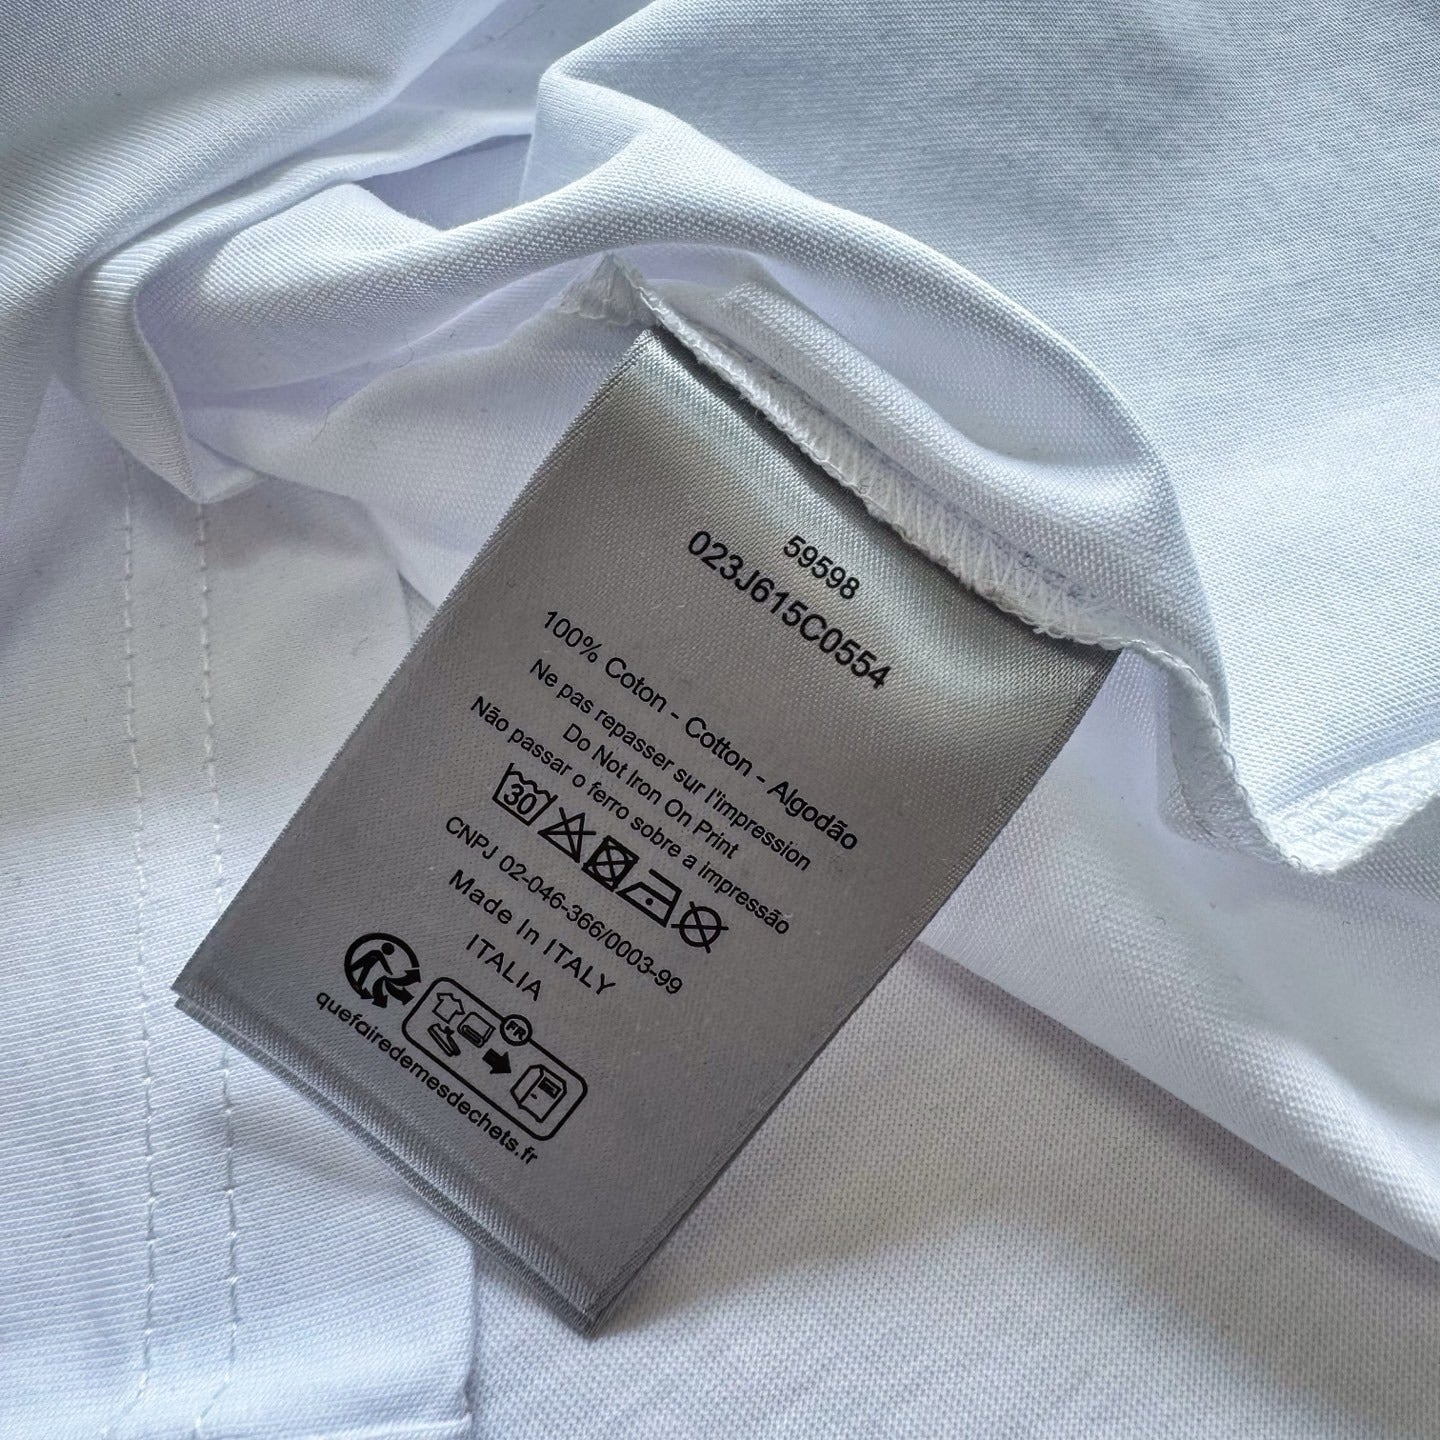 59598
023J615C0554
100% Coton - Cotton - Algodão
Ne pas repasser sur l'impression
Do Not Iron On Print
Não passar o ferro sobre a impressão
30
CNPJ 02-046-366/0003-99
Made In ITALY
ITALIA
FR
quefairedemesdechets.fr